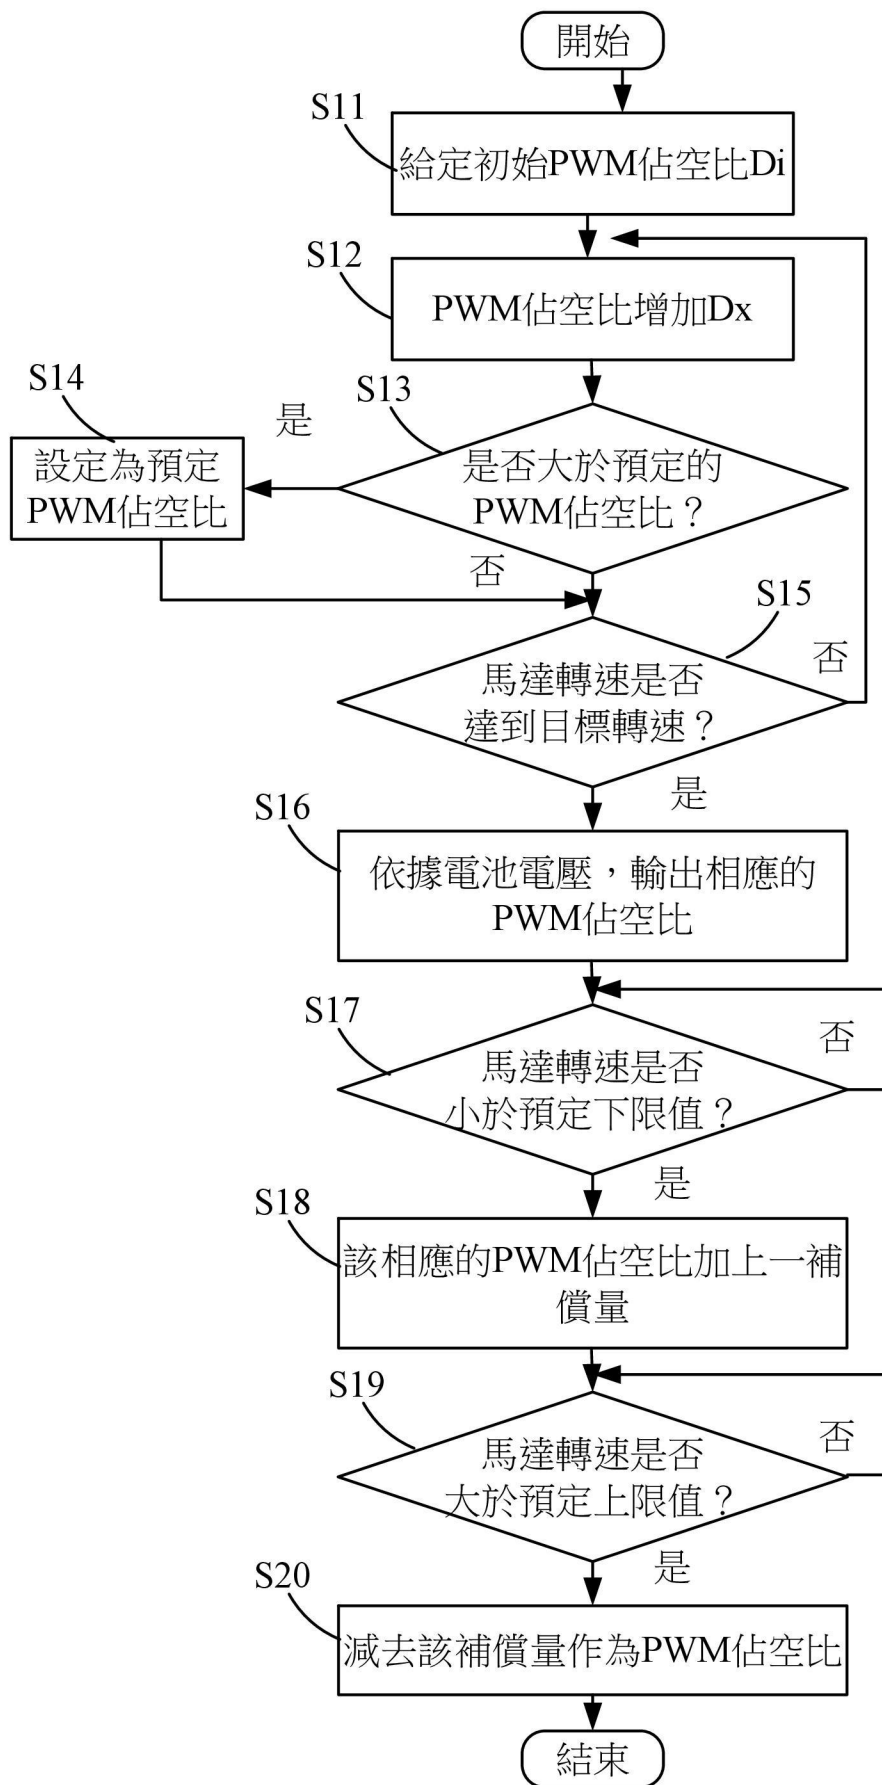 開始
S11
給定初始PWM佔空比Di
S12
PWM佔空比增加Dx
S13
是否大於預定的
PWM佔空比？
是
S14
設定為預定
PWM佔空比
否
S15
馬達轉速是否
達到目標轉速？
否
是
S16
依據電池電壓，輸出相應的
PWM佔空比
S17
馬達轉速是否
小於預定下限值？
否
是
S18
該相應的PWM佔空比加上一補
償量
S19
馬達轉速是否
大於預定上限值？
否
是
S20
減去該補償量作為PWM佔空比
結束